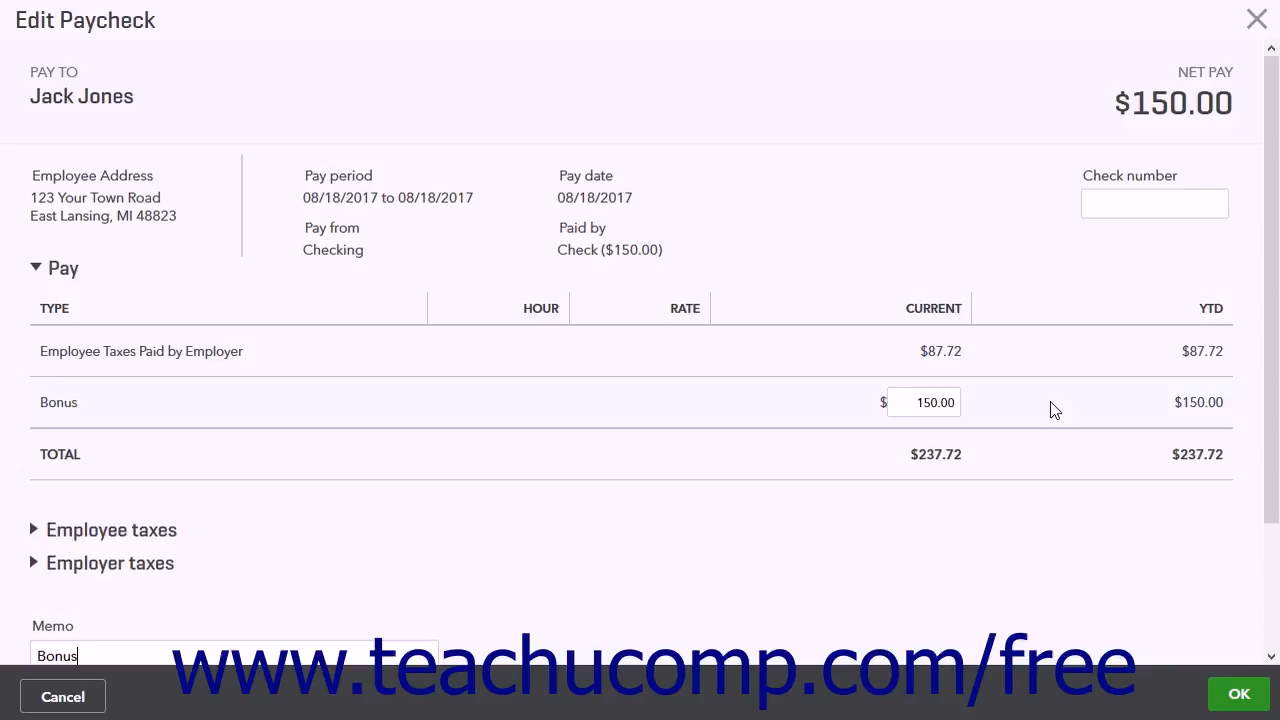 Edit Paycheck
PAY TO
Jack Jones
NET PAY
$150.00
Employee Address
123 Your Town Road
East Lansing, MI 48823
Pay period
08/18/2017 to 08/18/2017
Pay from
Checking
Pay date
08/18/2017
Paid by
Check ($150.00)
Check number
Pay
TYPE HOUR RATE CURRENT YTD
Employee Taxes Paid by Employer $87.72 $87.72
Bonus $ 150.00 $150.00
TOTAL $237.72 $237.72
Employee taxes
Employer taxes
Memo
Bonus
www.teachucomp.com/free
Cancel OK